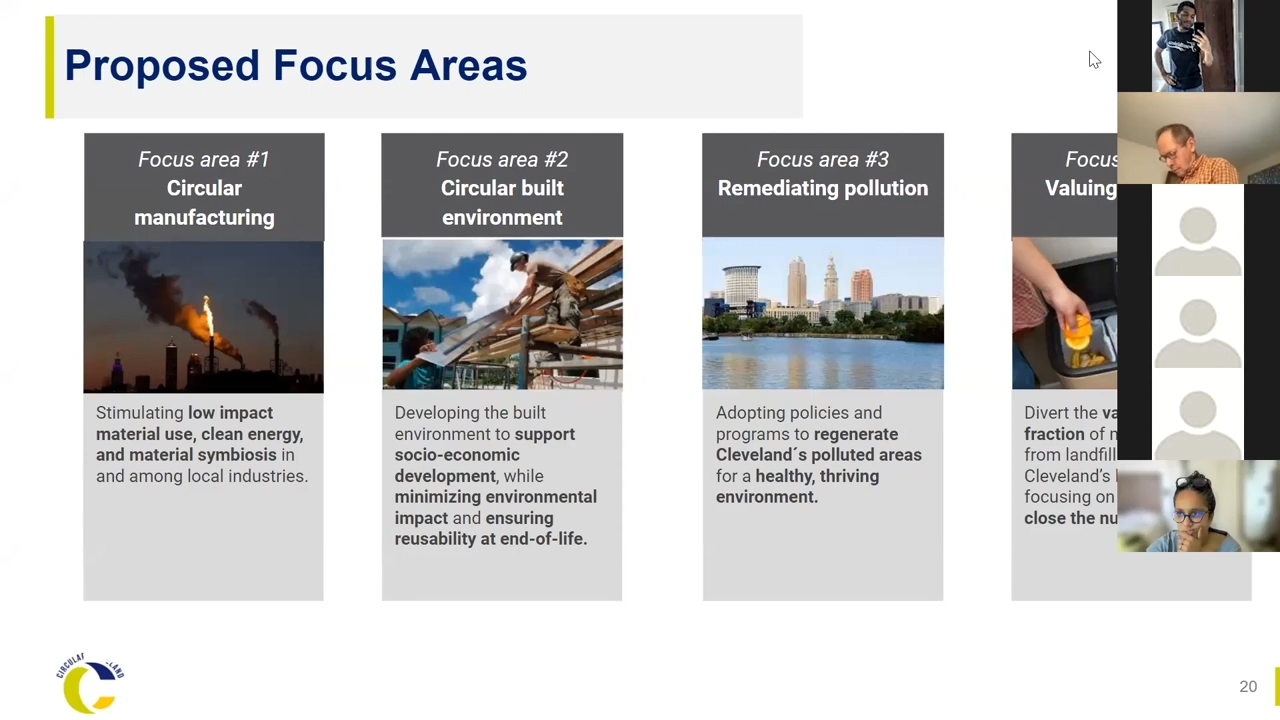 Proposed Focus Areas
Focus area #1
Circular
manufacturing
Stimulating low impact
material use, clean energy,
and material symbiosis in
and among local industries.
Focus area #2
Circular built
environment
Developing the built
environment to support
socio-economic
development, while
minimizing environmental
impact and ensuring
reusability at end-of-life.
Focus area #3
Remediating pollution
Adopting policies and
programs to regenerate
Cleveland´s polluted areas
for a healthy, thriving
environment.
Valuing
Divert the
fraction of
from landfill
Cleveland's
focusing on
close the
20